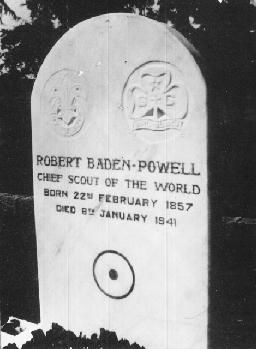 ROBERT BADEN-POWELL
CHIEF SCOUT OF THE WORLD
BORN 22ND FEBRUARY 1857
DIED 8TH JANUARY 1941